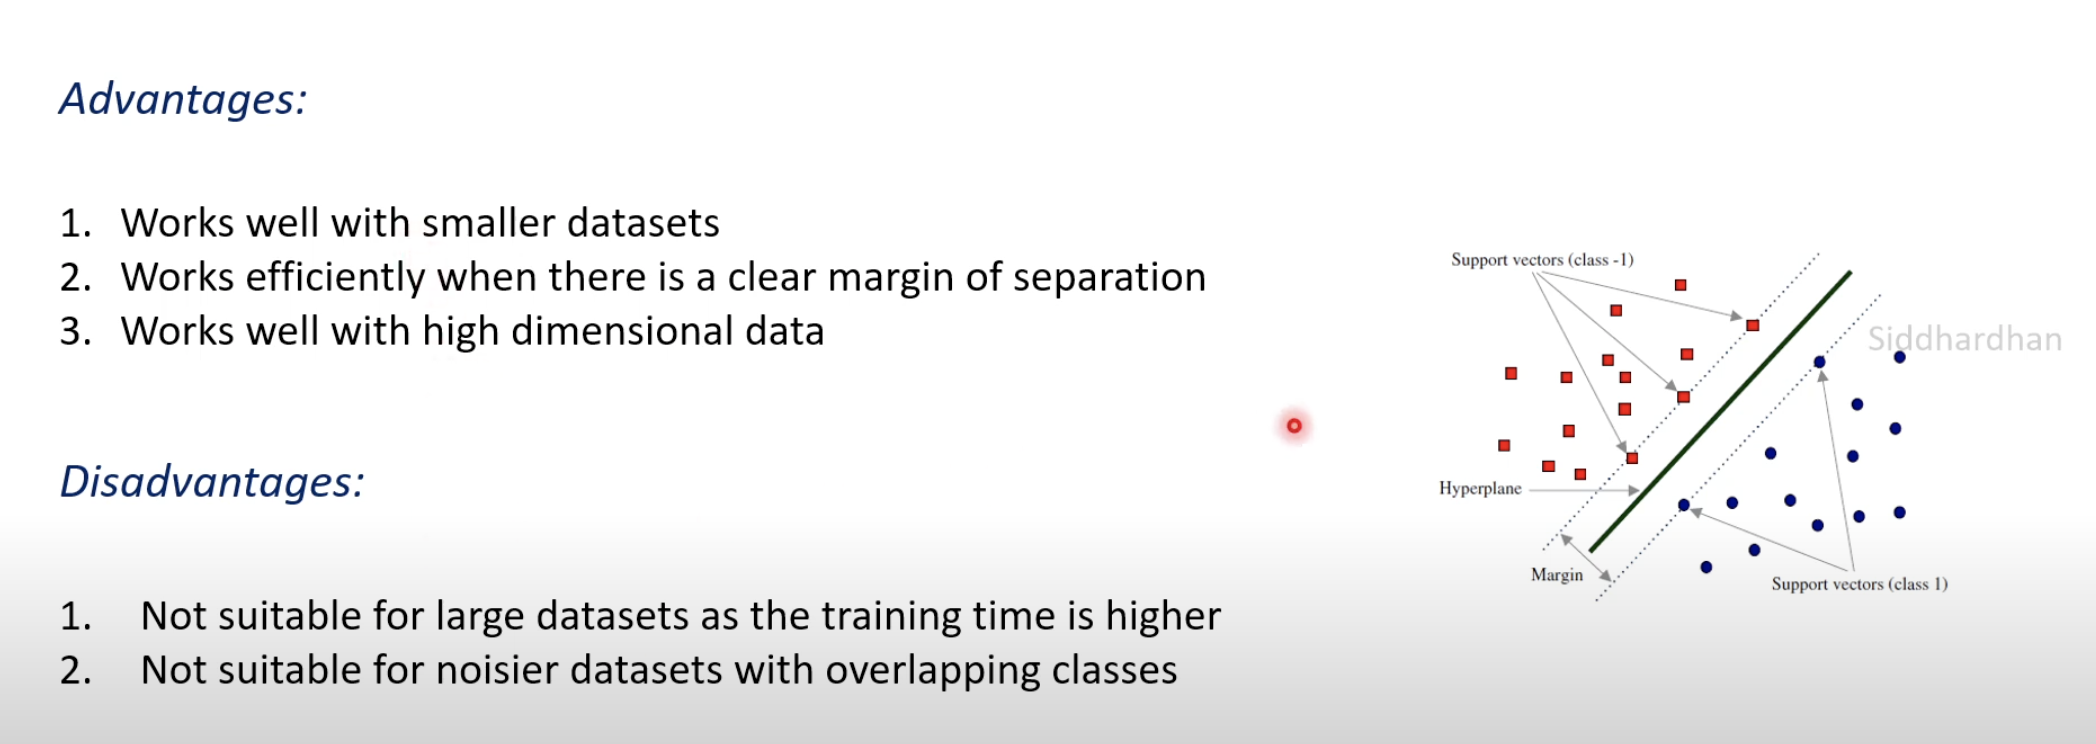 Advantages:
1. Works well with smaller datasets
2. Works efficiently when there is a clear margin of separation
3. Works well with high dimensional data
Disadvantages:
1. Not suitable for large datasets as the training time is higher
2. Not suitable for noisier datasets with overlapping classes
Support vectors (class -1)
Siddhardhan
Hyperplane
Margin
Support vectors (class 1)